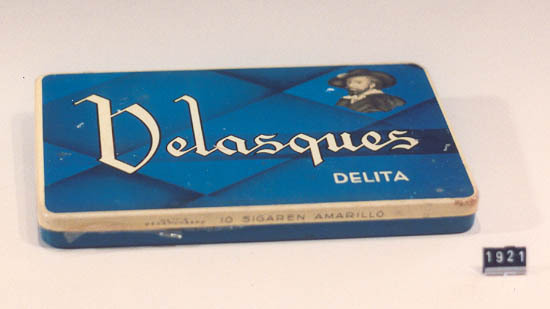 Velasques
DELITA
10 SIGAREN AMARILLO
1921